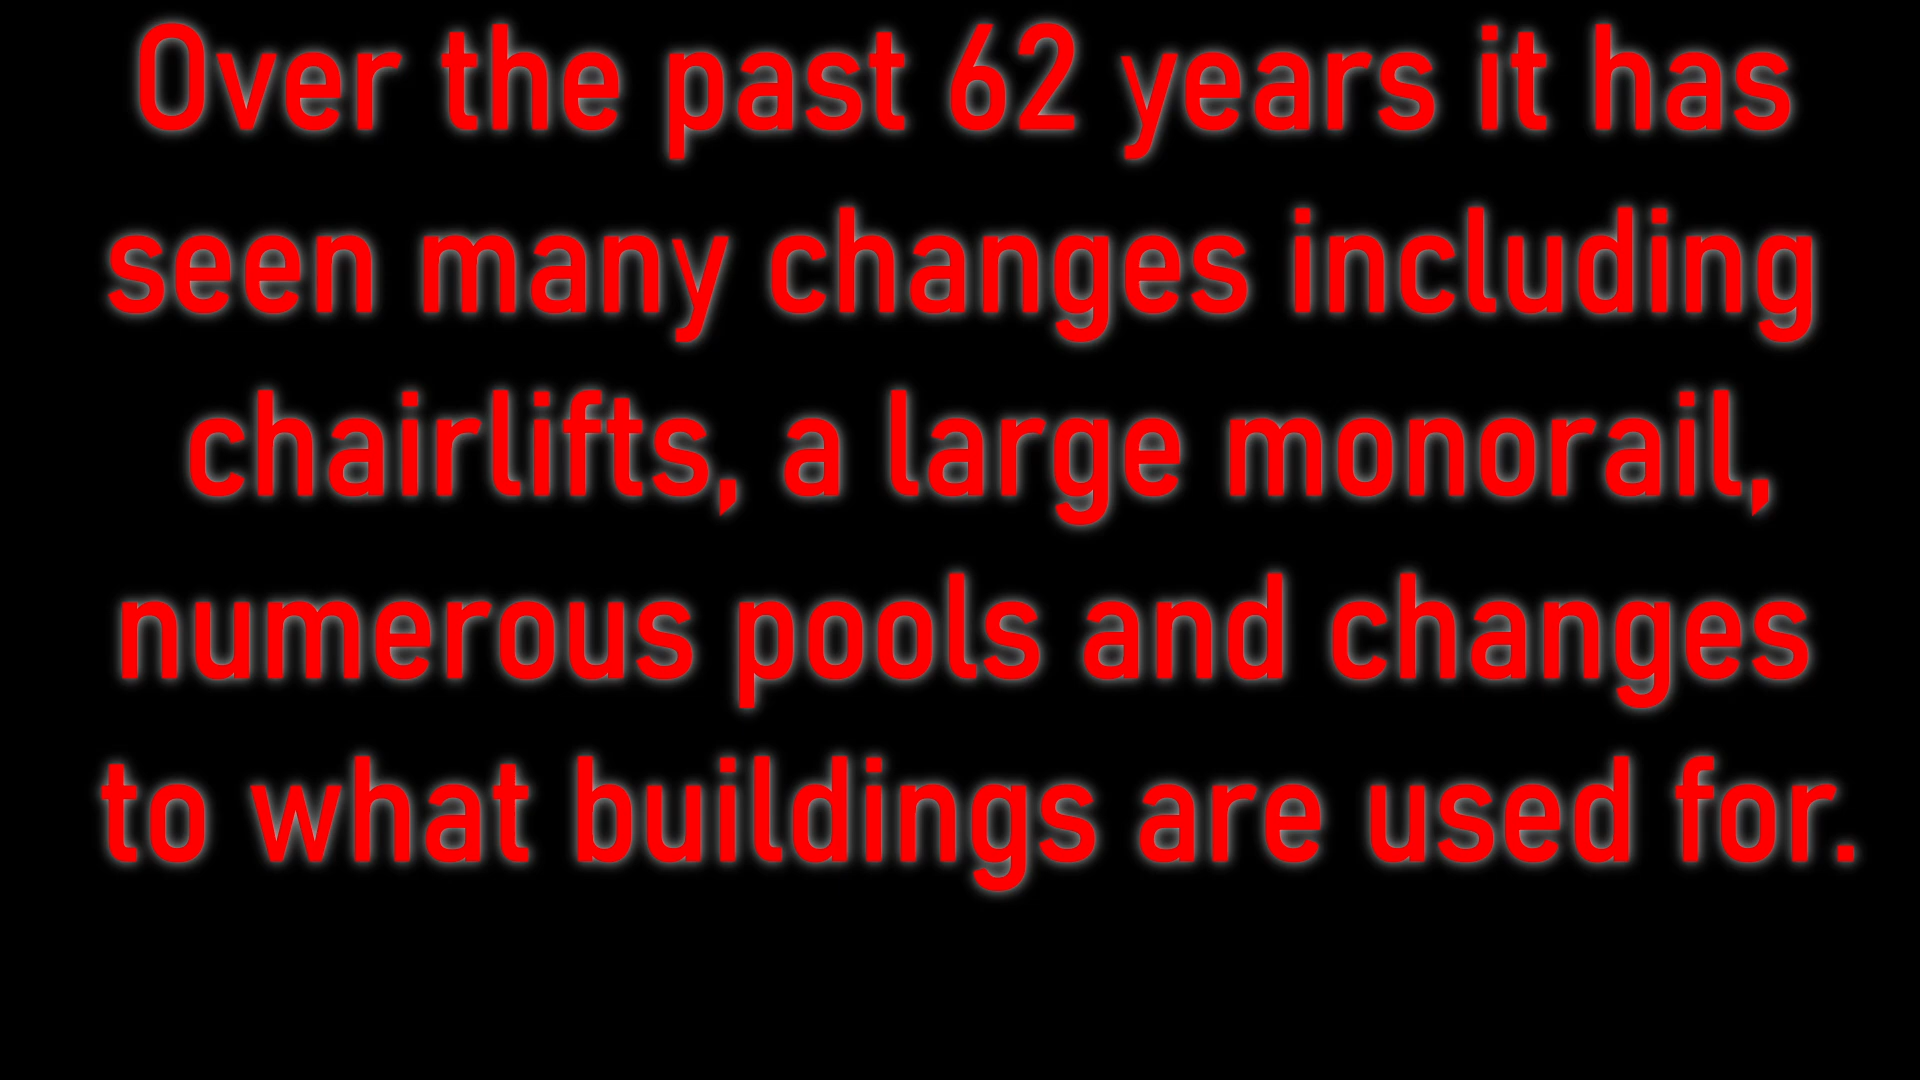 Over the past 62 years it has
seen many changes including
chairlifts, a large monorail,
numerous pools and changes
to what buildings are used for.